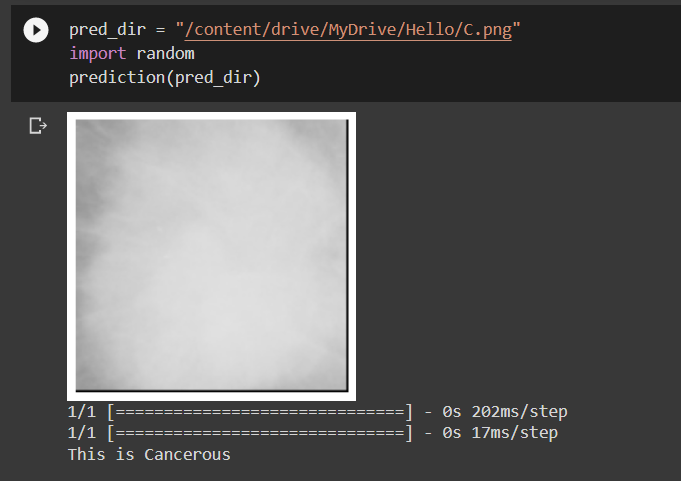 pred_dir = "/content/drive/MyDrive/Hello/C.png"
import random
prediction(pred_dir)
1/1 [==============================] - 0s 202ms/step
1/1 [==============================] - 0s 17ms/step
This is Cancerous